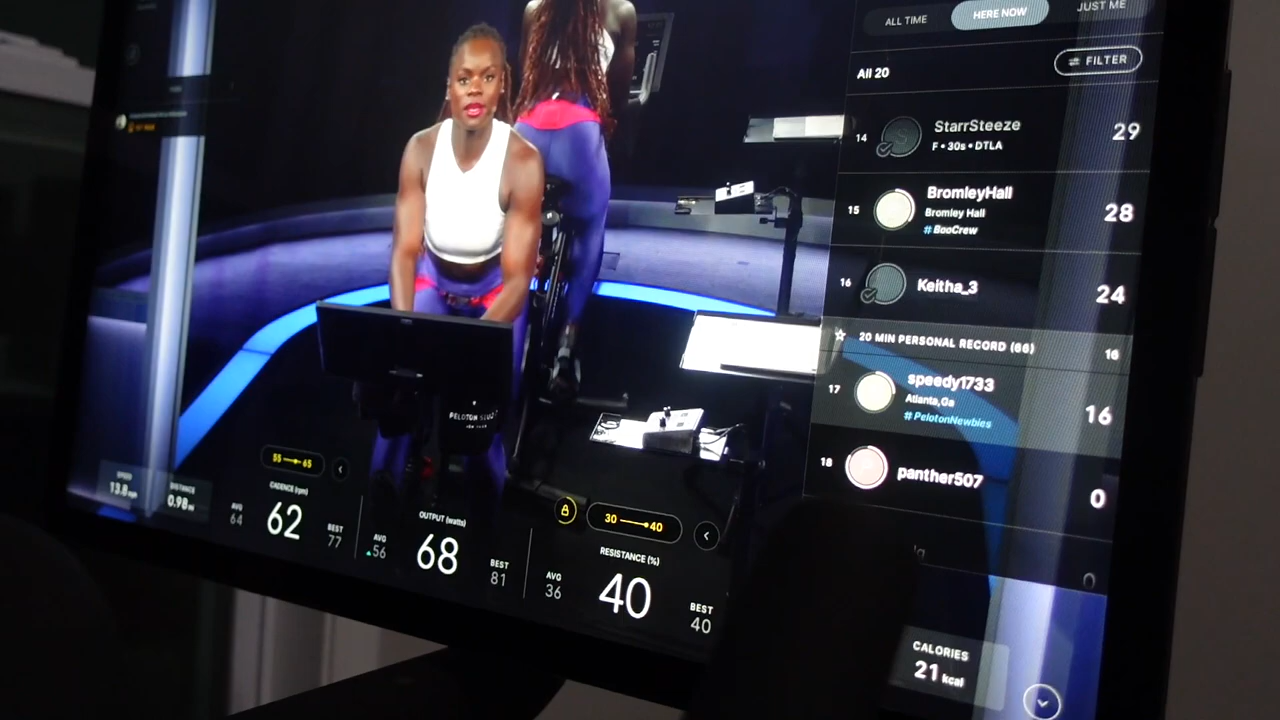 ALL TIME
HERE NOW
JUST ME
All 20
FILTER
14
StarrSteeze
F • 30s • DTLA
29
15
BromleyHall
Bromley Hall
# BooCrew
28
16
Keitha_3
24
20 MIN PERSONAL RECORD (66)
16
17
speedy1733
Atlanta,Ga
# PelotonNewbies
16
18
panther507
0
0
PELOTON
SPEED
13.8 mph
DISTANCE
0.98 mi
55 65
CADENCE (rpm)
AVG
64
62
BEST
77
OUTPUT (watts)
AVG
56
68
BEST
81
30 40
RESISTANCE (%)
AVG
36
40
BEST
40
CALORIES
21 kcal